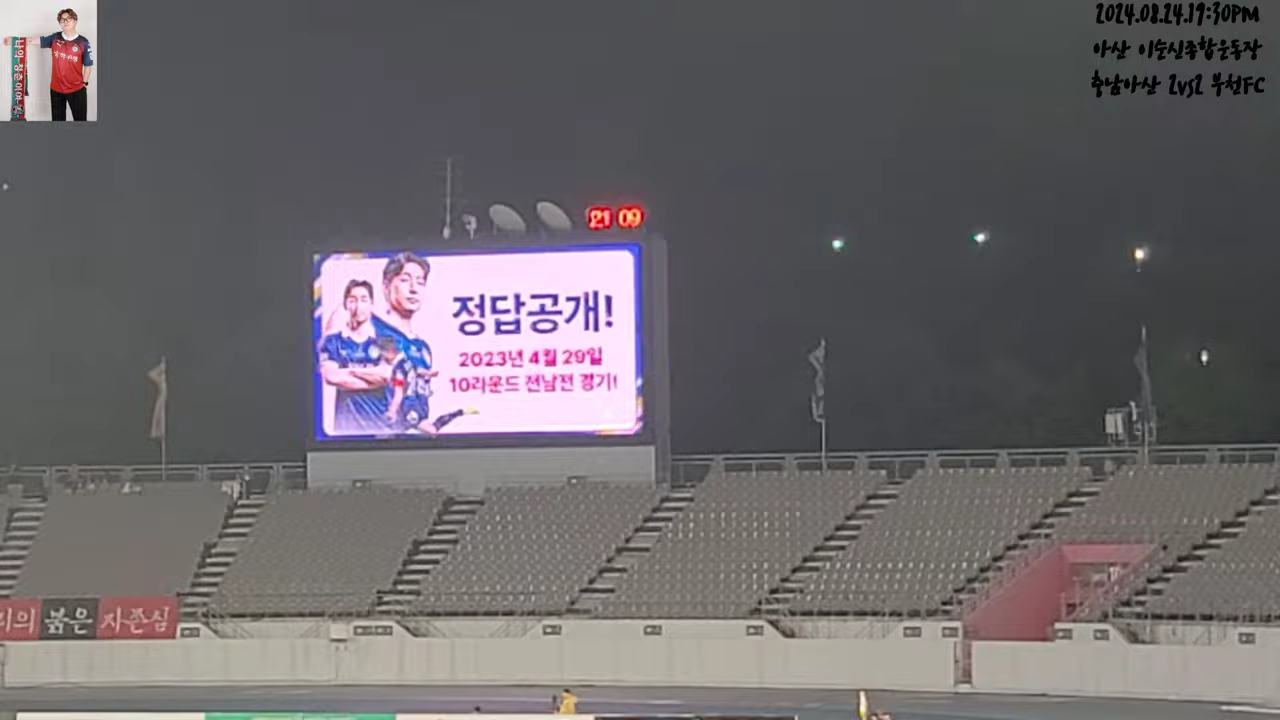 2024.08.24.19:30PM
아산 이순신종합운동장
충남아산 2vs2 부천FC
21 09
정답공개!
2023년 4월 29일
10라운드 전남전 경기!
붉은 자존심